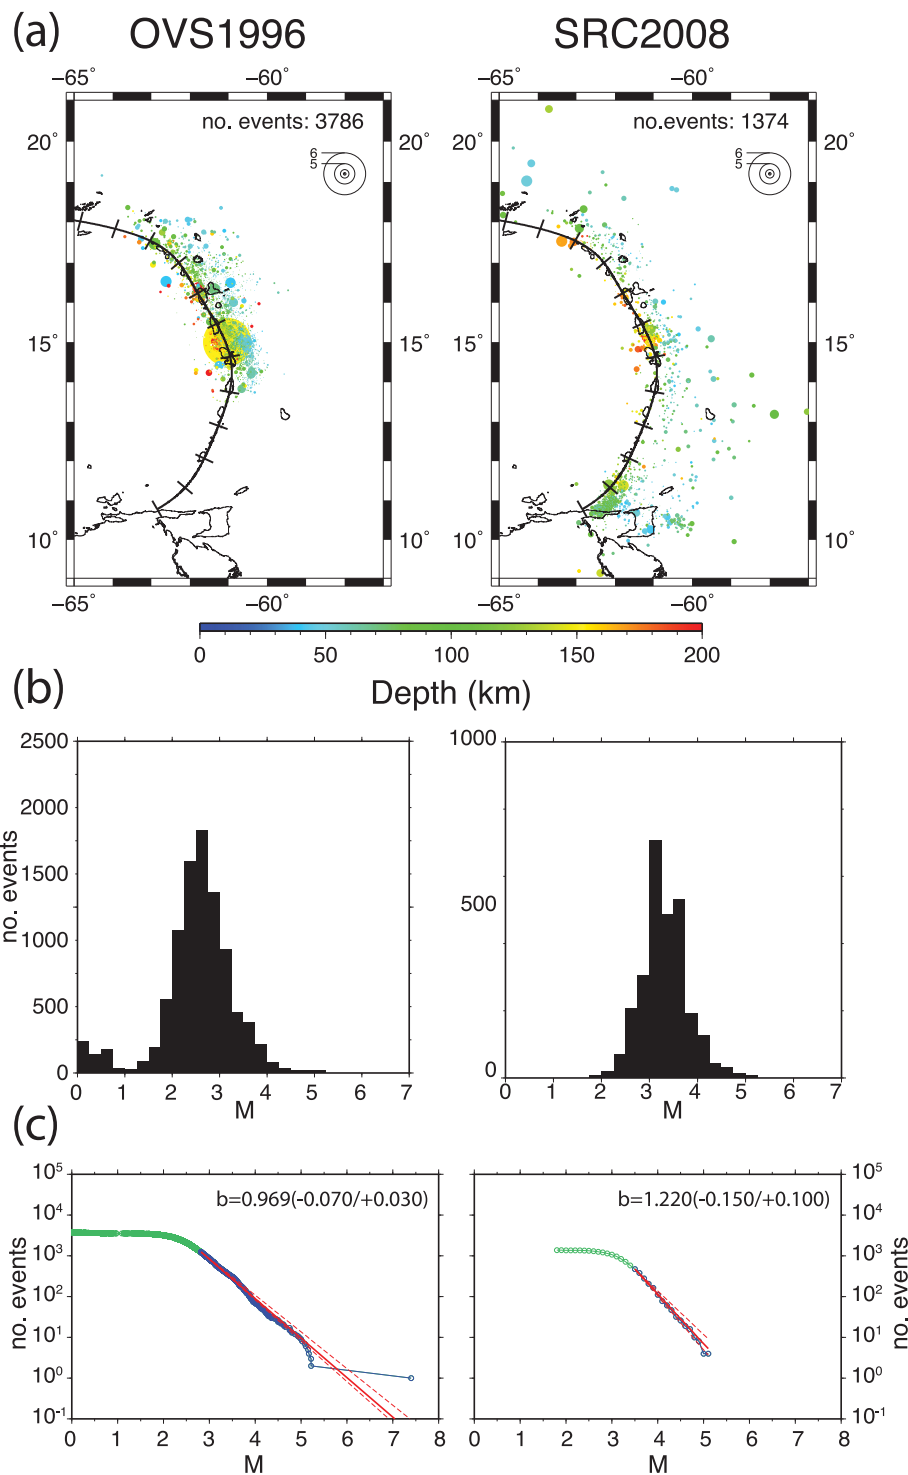 (a) OVS1996 SRC2008
−65° −60° −65° −60°
no. events: 3786 no.events: 1374
6 6
5 5
20° 20° 20° 20°
15° 15° 15° 15°
10° 10° 10° 10°
−65° −60° −65° −60°
0 50 100 150 200
Depth (km)
(b)
2500 1000
2000
1500
no. events no. events
1000 500
500
0 0
0 1 2 3 4 5 6 7 0 1 2 3 4 5 6 7
M M
(c)
10^5 10^5
b=0.969(-0.070/+0.030) b=1.220(-0.150/+0.100)
10^4 10^4
10^3 10^3
no. events no. events
10^2 10^2
10^1 10^1
10^0 10^0
10^-1 10^-1
0 1 2 3 4 5 6 7 8 0 1 2 3 4 5 6 7 8
M M